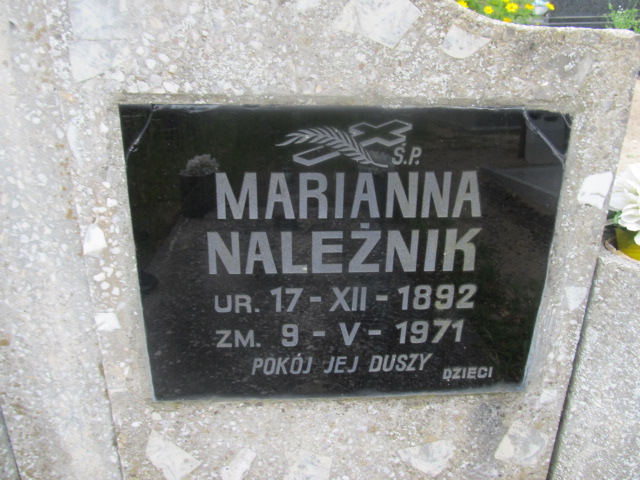 Ś.P.
MARIANNA
NALEŻNIK
UR. 17-XII-1892
ZM. 9-V-1971
POKÓJ JEJ DUSZY
DZIECI